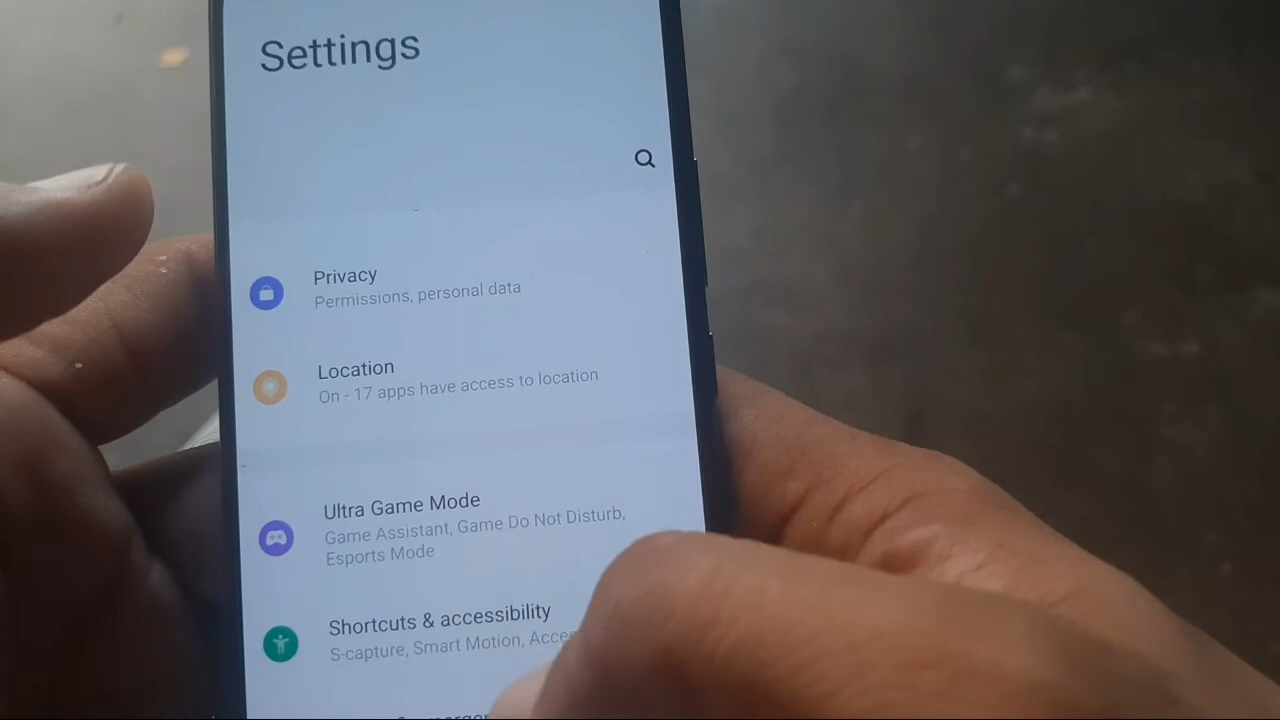 Settings
Privacy
Permissions, personal data
Location
On - 17 apps have access to location
Ultra Game Mode
Game Assistant, Game Do Not Disturb,
Esports Mode
Shortcuts & accessibility
S-capture, Smart Motion,